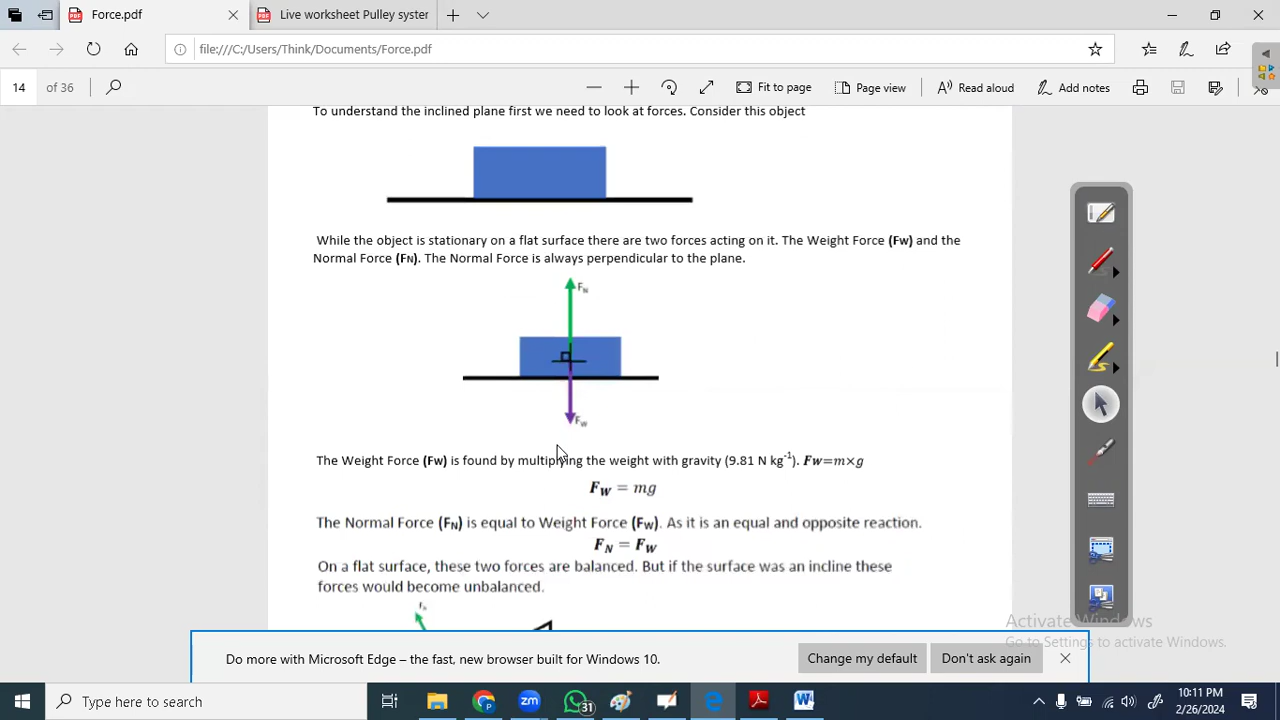 Force.pdf
Live worksheet Pulley syster
file:///C:/Users/Think/Documents/Force.pdf
14 of 36
Fit to page
Page view
Read aloud
Add notes
To understand the inclined plane first we need to look at forces. Consider this object
While the object is stationary on a flat surface there are two forces acting on it. The Weight Force (Fw) and the
Normal Force (FN). The Normal Force is always perpendicular to the plane.
FN
FW
The Weight Force (Fw) is found by multiplying the weight with gravity (9.81 N kg⁻¹). Fw=m×g
FW = mg
The Normal Force (FN) is equal to Weight Force (FW). As it is an equal and opposite reaction.
FN = FW
On a flat surface, these two forces are balanced. But if the surface was an incline these
forces would become unbalanced.
Activate Windows
Go to Settings to activate Windows.
Do more with Microsoft Edge – the fast, new browser built for Windows 10.
Change my default
Don't ask again
Type here to search
31
10:11 PM
2/26/2024